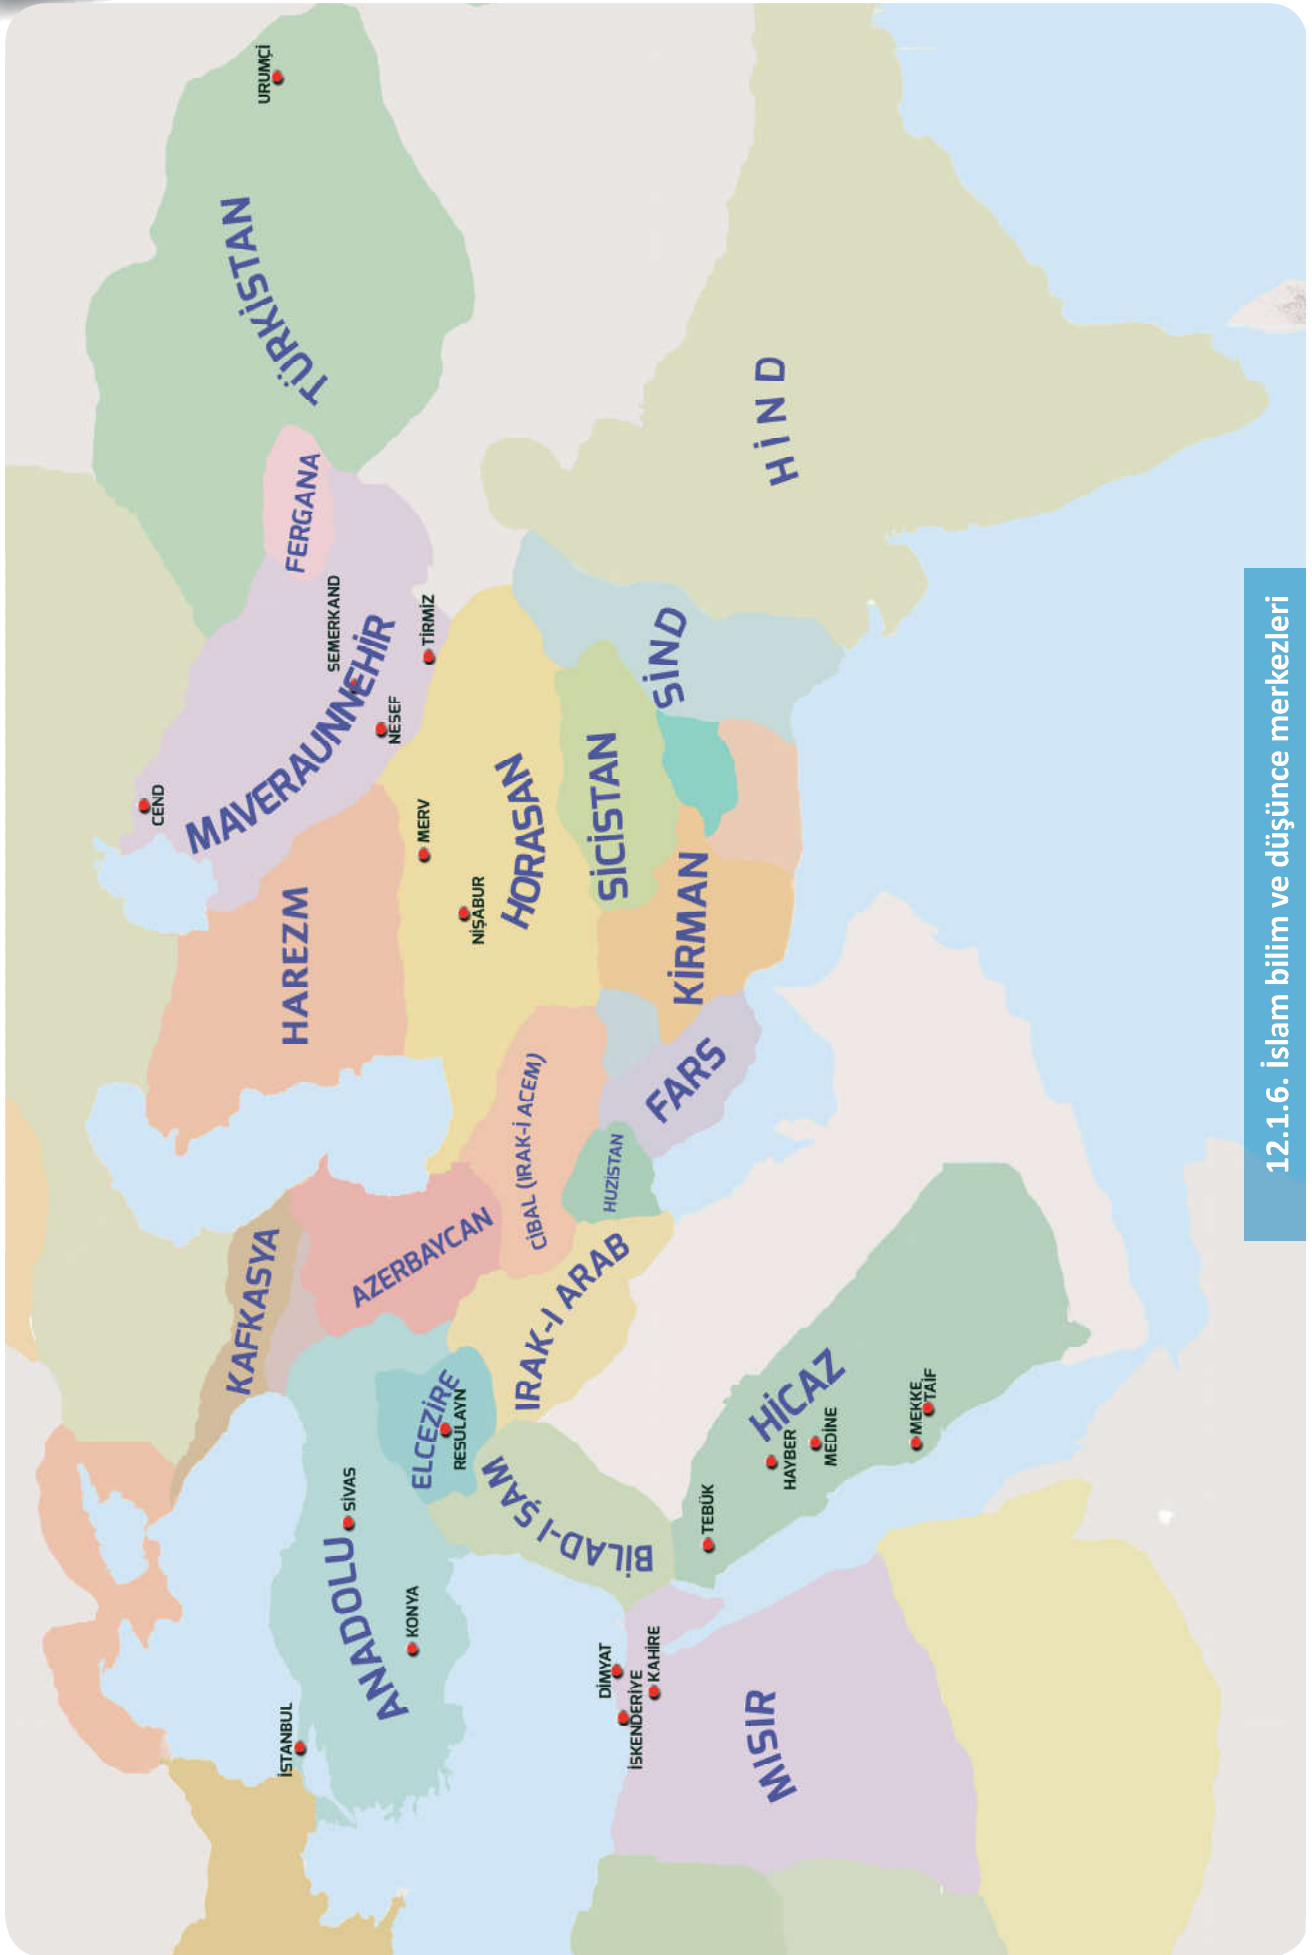 URUMÇİ
TÜRKİSTAN
FERGANA
SEMERKAND
MAVERAUNNEHİR
TİRMİZ
NESEF
CEND
HAREZM
MERV
NİŞABUR
HORASAN
SİCİSTAN
SİND
HİND
KİRMAN
FARS
HUZİSTAN
CİBAL (IRAK-İ ACEM)
AZERBAYCAN
KAFKASYA
IRAK-I ARAB
ELCEZİRE
RESULAYN
BİLAD-I ŞAM
ANADOLU
SİVAS
KONYA
İSTANBUL
HİCAZ
TEBÜK
HAYBER
MEDİNE
MEKKE
TAİF
DİMYAT
İSKENDERİYE
KAHİRE
MISIR
12.1.6. İslam bilim ve düşünce merkezleri